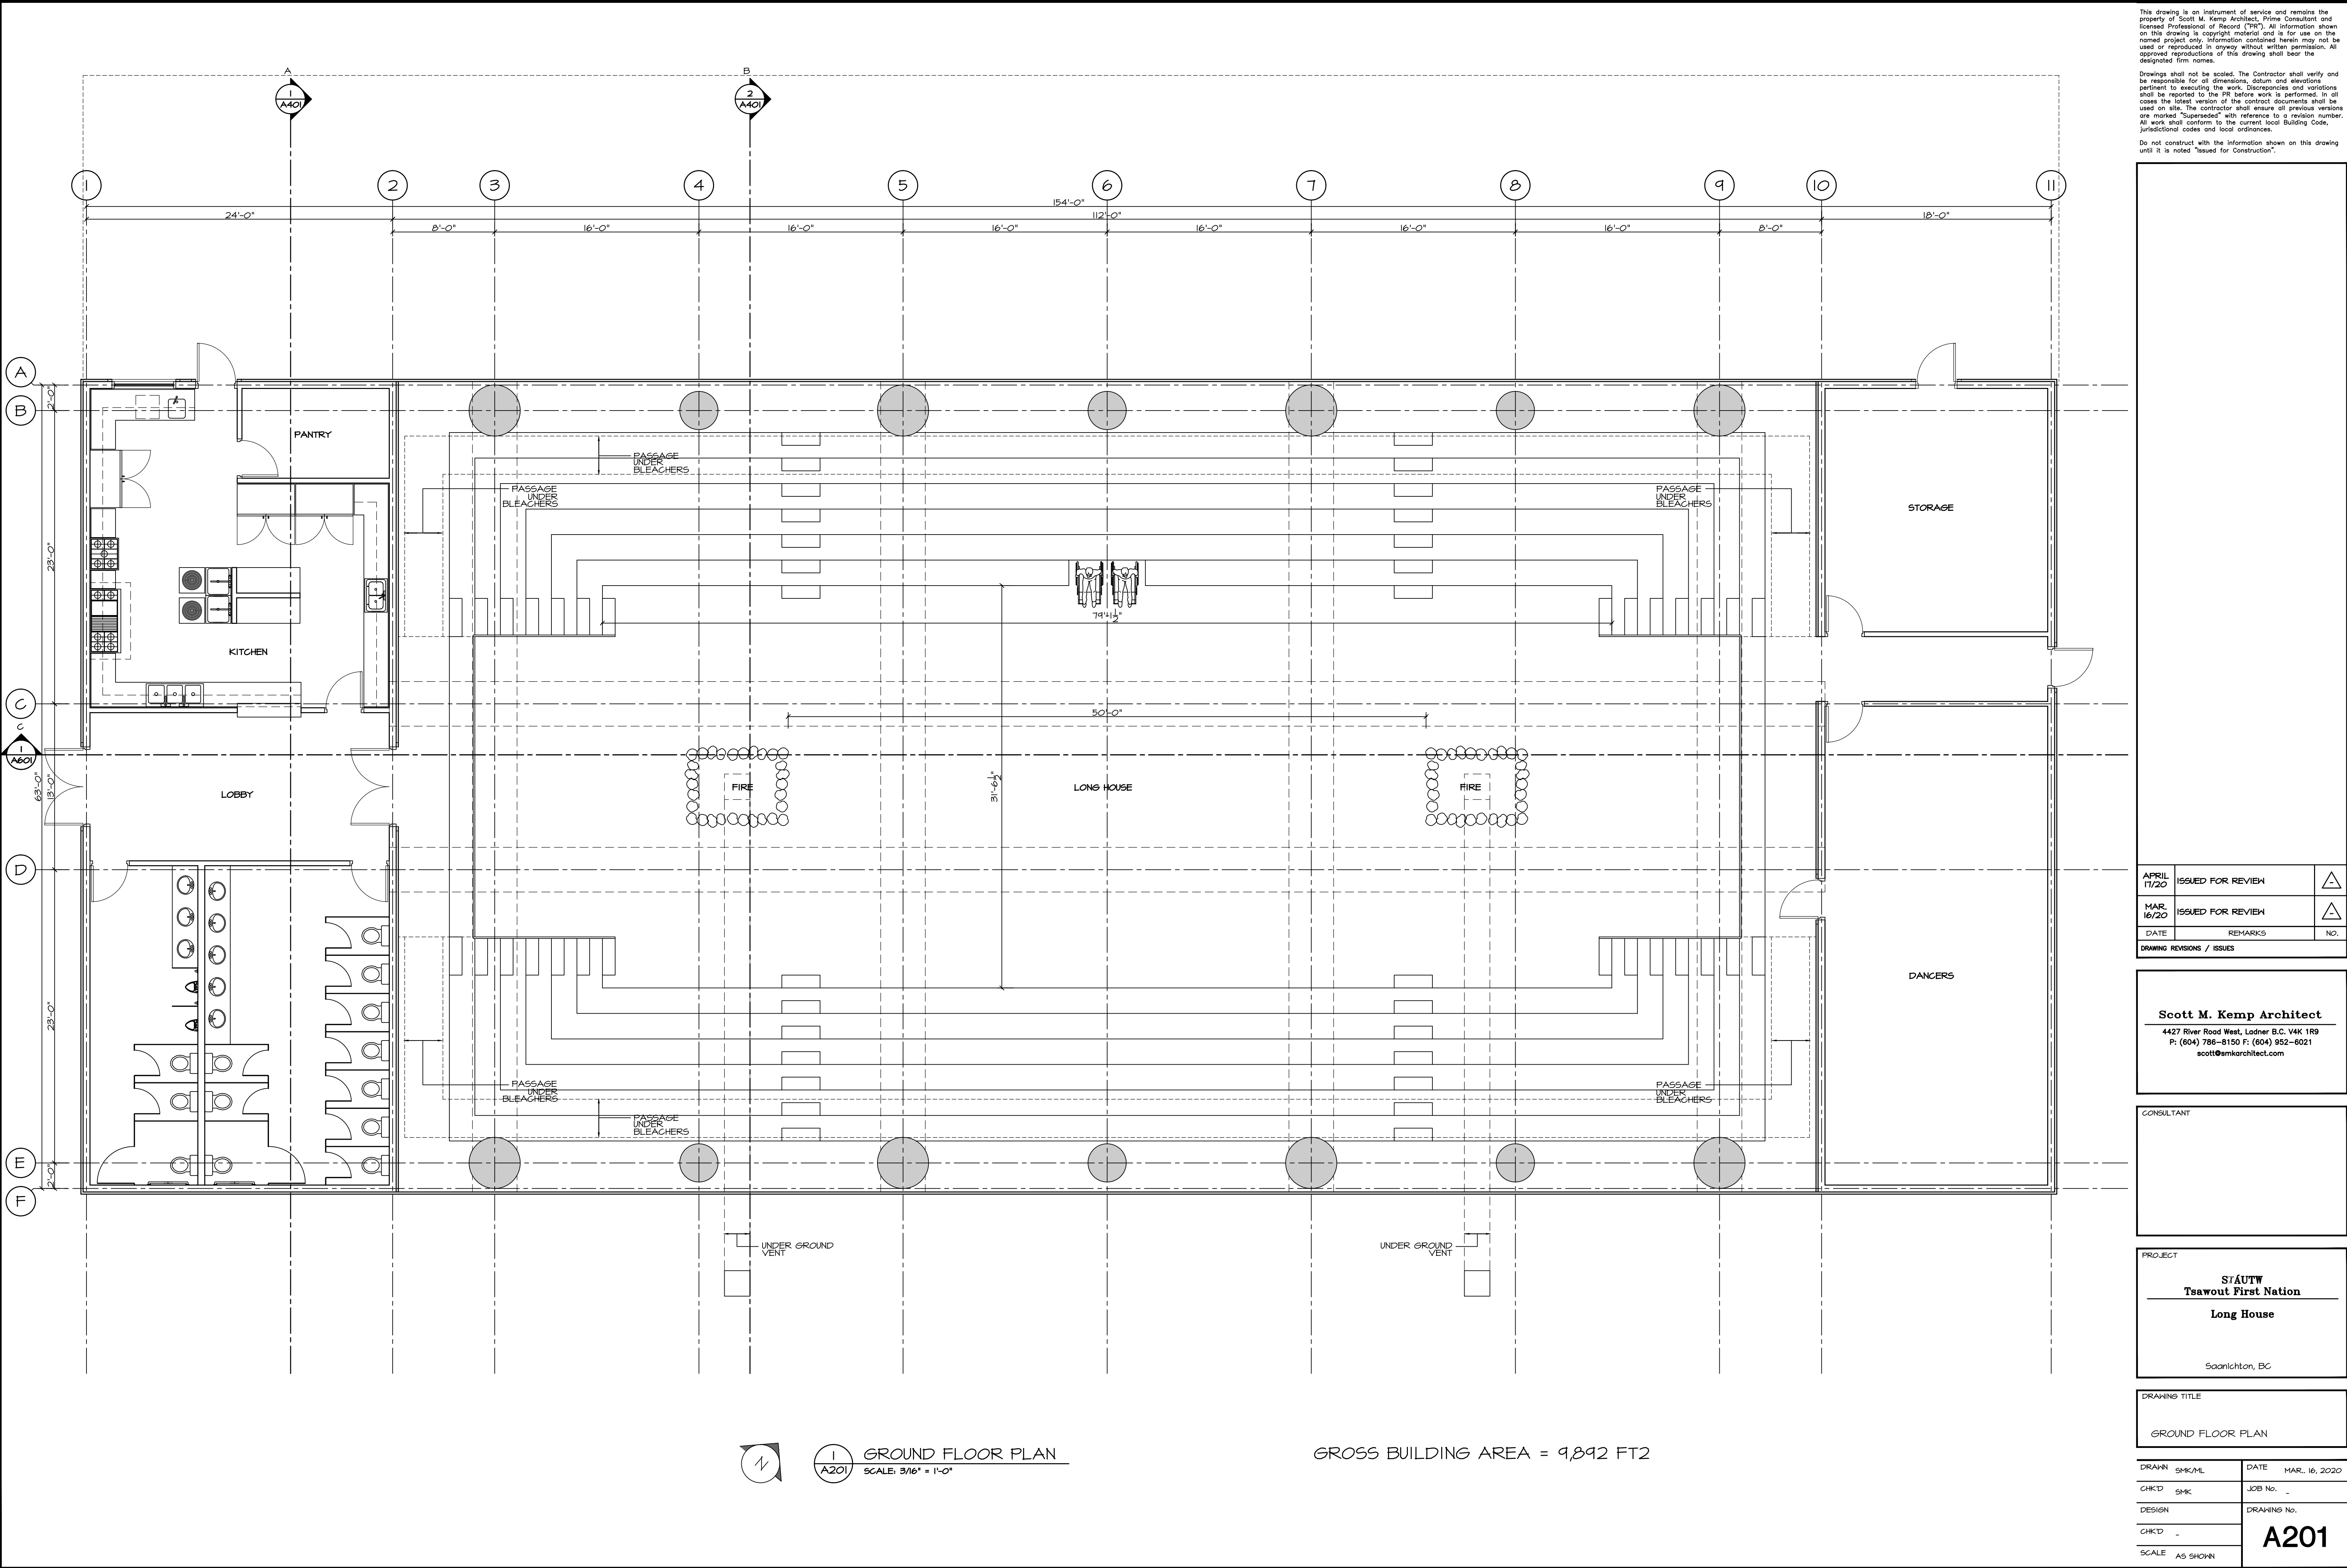 This drawing is an instrument of service and remains the
property of Scott M. Kemp Architect, Prime Consultant and
licensed Professional of Record ("PR"). All information shown
on this drawing is copyright material and is for use on the
named project only. Information contained herein may not be
used or reproduced in anyway without written permission. All
approved reproductions of this drawing shall bear the
designated firm names.
Drawings shall not be scaled. The Contractor shall verify and
be responsible for all dimensions, datum and elevations
pertinent to executing the work. Discrepancies and variations
shall be reported to the PR before work is performed. In all
cases the latest version of the contract documents shall be
used on site. The contractor shall ensure all previous versions
are marked "Superseded" with reference to a revision number.
All work shall conform to the current local Building Code,
jurisdictional codes and local ordinances.
Do not construct with the information shown on this drawing
until it is noted "Issued for Construction".
A
1
A401
B
2
A401
1 2 3 4 5 6 7 8 9 10 11
154'-0"
24'-0" 112'-0" 18'-0"
8'-0" 16'-0" 16'-0" 16'-0" 16'-0" 16'-0" 16'-0" 8'-0"
A
2'-0"
B
PANTRY
PASSAGE
UNDER
BLEACHERS
PASSAGE
UNDER
BLEACHERS
PASSAGE
UNDER
BLEACHERS
STORAGE
23'-0"
79'-1½"
KITCHEN
C
50'-0"
C
1
A601
63'-0"
13'-0"
LOBBY
FIRE
31'-6½"
LONG HOUSE
FIRE
D
DANCERS
23'-0"
PASSAGE
UNDER
BLEACHERS
PASSAGE
UNDER
BLEACHERS
PASSAGE
UNDER
BLEACHERS
E
2'-0"
F
UNDER GROUND
VENT
UNDER GROUND
VENT
N
1
A201
GROUND FLOOR PLAN
SCALE: 3/16" = 1'-0"
GROSS BUILDING AREA = 9,892 FT2
APRIL
17/20
ISSUED FOR REVIEW
-
MAR.
16/20
ISSUED FOR REVIEW
-
DATE REMARKS NO.
DRAWING REVISIONS / ISSUES
Scott M. Kemp Architect
4427 River Road West, Ladner B.C. V4K 1R9
P: (604) 786-8150 F: (604) 952-6021
scott@smkarchitect.com
CONSULTANT
PROJECT
Tsawout First Nation
Long House
Saanichton, BC
DRAWING TITLE
GROUND FLOOR PLAN
DRAWN SMK/ML
DATE MAR.. 16, 2020
CHK'D SMK
JOB No. -
DESIGN
DRAWING No.
CHK'D -
A201
SCALE AS SHOWN